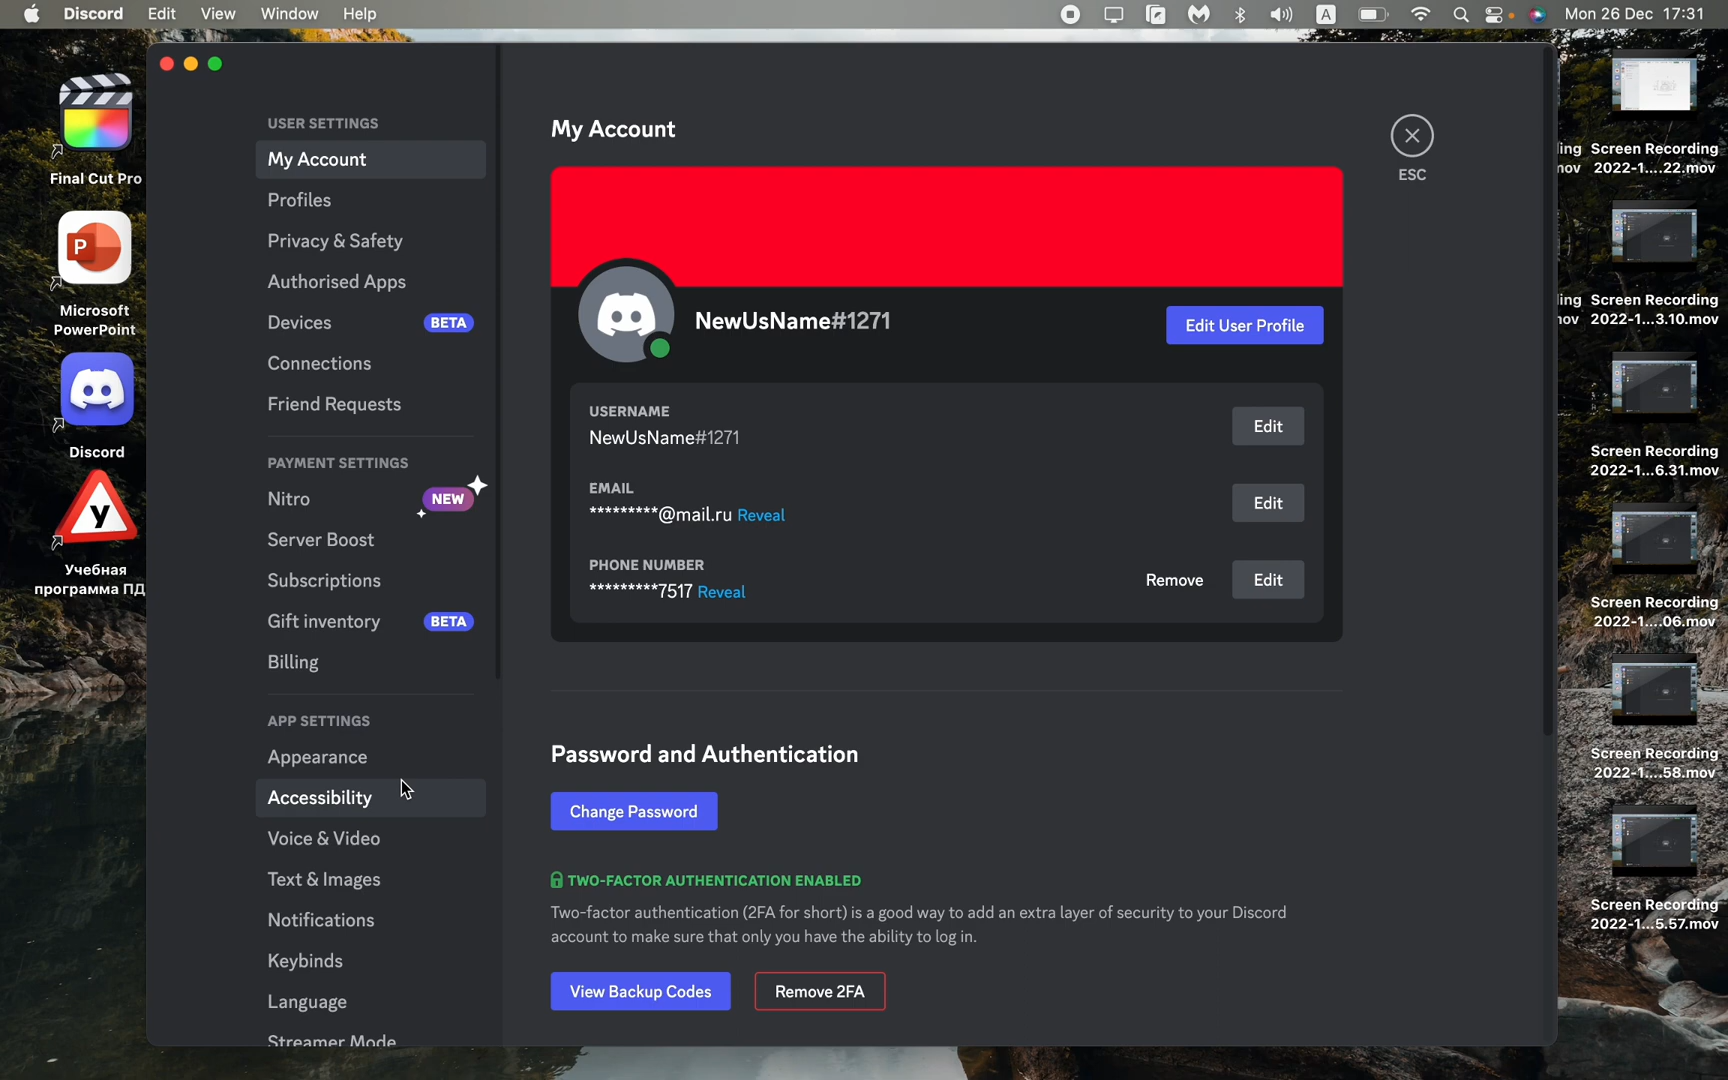 Discord Edit View Window Help
A
Mon 26 Dec 17:31
Final Cut Pro
P
Microsoft
PowerPoint
Discord
У
Учебная
программа ПД
USER SETTINGS
My Account
Profiles
Privacy & Safety
Authorised Apps
Devices BETA
Connections
Friend Requests
PAYMENT SETTINGS
Nitro NEW
Server Boost
Subscriptions
Gift inventory BETA
Billing
APP SETTINGS
Appearance
Accessibility
Voice & Video
Text & Images
Notifications
Keybinds
Language
Streamer Mode
My Account
ESC
NewUsName#1271
Edit User Profile
USERNAME
NewUsName#1271
Edit
EMAIL
*********@mail.ru Reveal
Edit
PHONE NUMBER
*********7517 Reveal
Remove Edit
Password and Authentication
Change Password
TWO-FACTOR AUTHENTICATION ENABLED
Two-factor authentication (2FA for short) is a good way to add an extra layer of security to your Discord
account to make sure that only you have the ability to log in.
View Backup Codes Remove 2FA
ing Screen Recording
nov 2022-1....22.mov
ing Screen Recording
nov 2022-1...3.10.mov
Screen Recording
2022-1...6.31.mov
Screen Recording
2022-1....06.mov
Screen Recording
2022-1....58.mov
Screen Recording
2022-1...5.57.mov